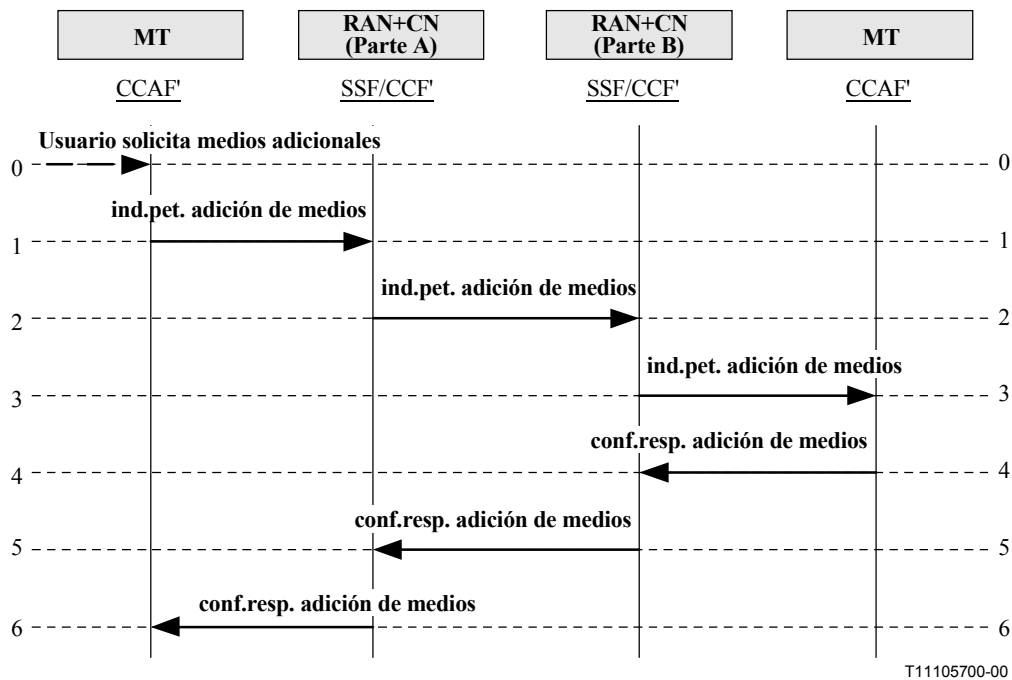 MT
RAN+CN
(Parte A)
RAN+CN
(Parte B)
MT
CCAF'
SSF/CCF'
SSF/CCF'
CCAF'
Usuario solicita medios adicionales
0
0
ind.pet. adición de medios
1
1
ind.pet. adición de medios
2
2
ind.pet. adición de medios
3
3
conf.resp. adición de medios
4
4
conf.resp. adición de medios
5
5
conf.resp. adición de medios
6
6
T11105700-00